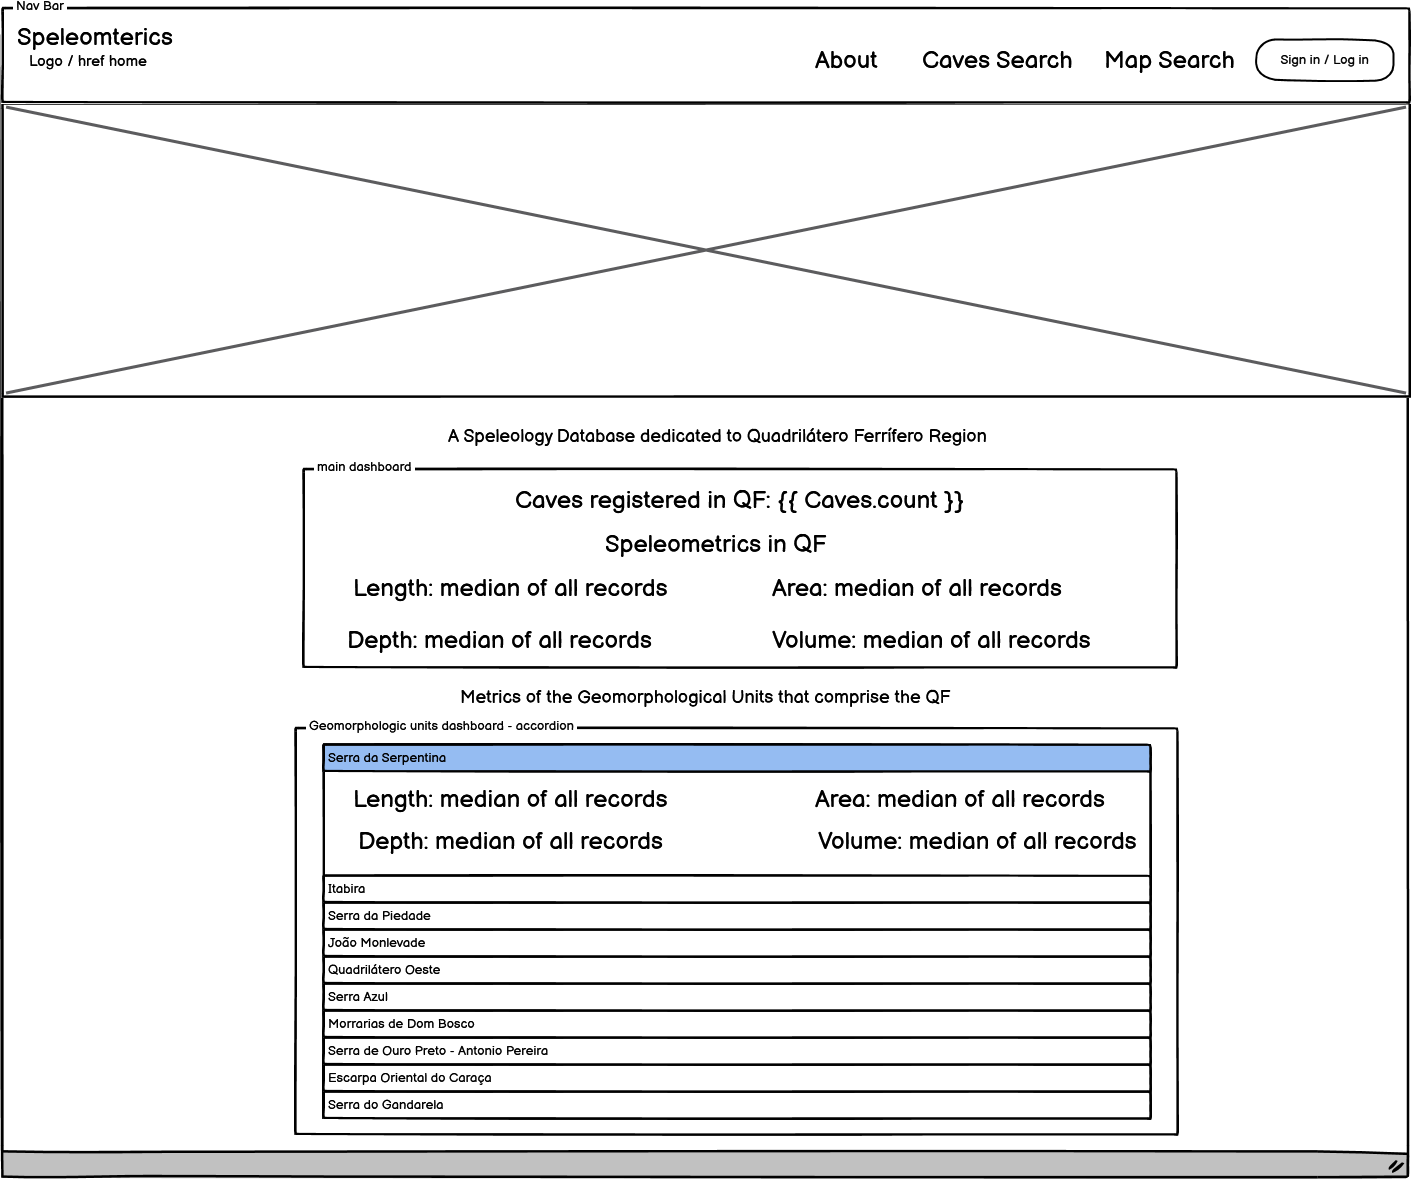 Nav Bar
Speleomterics
Logo / href home
About
Caves Search
Map Search
Sign in / Log in
A Speleology Database dedicated to Quadrilátero Ferrífero Region
main dashboard
Caves registered in QF: {{ Caves.count }}
Speleometrics in QF
Length: median of all records
Area: median of all records
Depth: median of all records
Volume: median of all records
Metrics of the Geomorphological Units that comprise the QF
Geomorphologic units dashboard - accordion
Serra da Serpentina
Length: median of all records
Area: median of all records
Depth: median of all records
Volume: median of all records
Itabira
Serra da Piedade
João Monlevade
Quadrilátero Oeste
Serra Azul
Morrarias de Dom Bosco
Serra de Ouro Preto - Antonio Pereira
Escarpa Oriental do Caraça
Serra do Gandarela